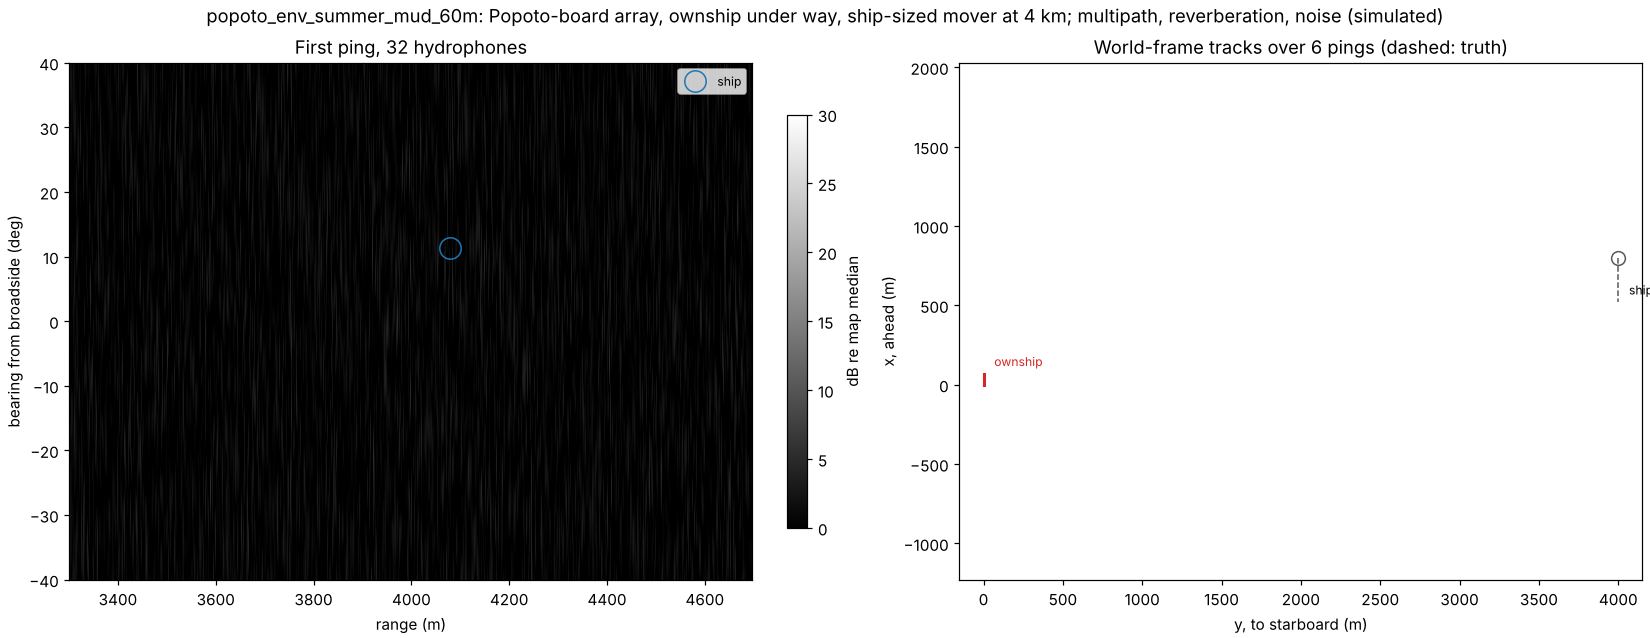 popoto_env_summer_mud_60m: Popoto-board array, ownship under way, ship-sized mover at 4 km; multipath, reverberation, noise (simulated)
First ping, 32 hydrophones
ship
40
30
20
10
0
−10
−20
−30
−40
bearing from broadside (deg)
3400 3600 3800 4000 4200 4400 4600
range (m)
30
25
20
15
10
5
0
dB re map median
World-frame tracks over 6 pings (dashed: truth)
2000
1500
1000
500
0
−500
−1000
x, ahead (m)
ship
ownship
0 500 1000 1500 2000 2500 3000 3500 4000
y, to starboard (m)